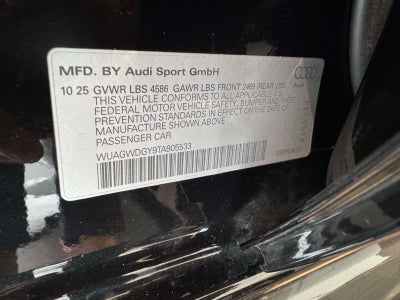 MFD. BY Audi Sport GmbH
Audi
10 25 GVWR LBS 4586 GAWR LBS FRONT 2469 REAR
THIS VEHICLE CONFORMS TO ALL APPLICABLE U.S.
FEDERAL MOTOR VEHICLE SAFETY, BUMPER AND THEFT
PREVENTION STANDARDS IN EFFECT ON THE DATE OF
MANUFACTURE SHOWN ABOVE.
PASSENGER CAR
WUAGWDGY9TA905533